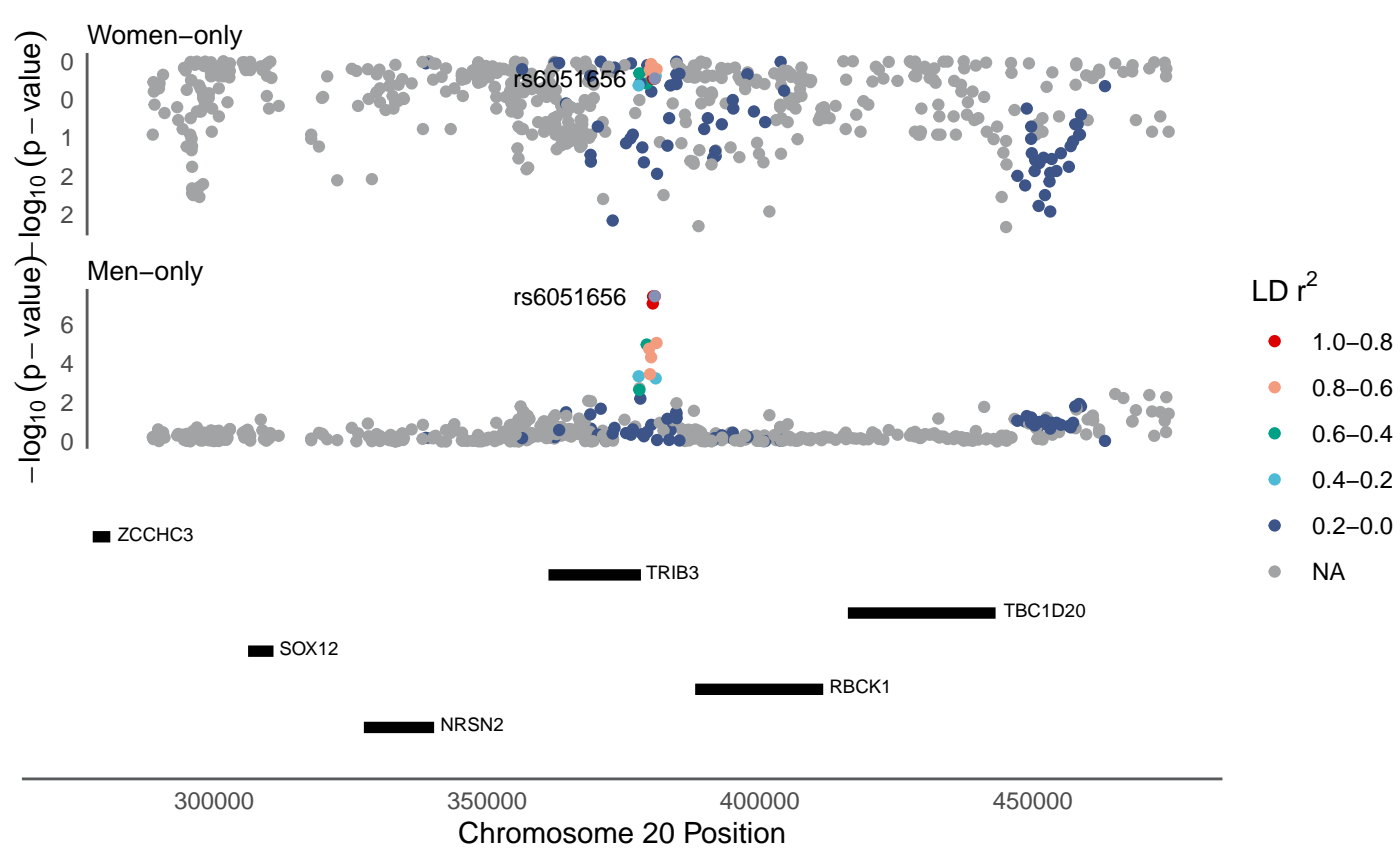 Women−only
−log10 (p − value)
0
0
1
2
2
rs6051656
Men−only
−log10 (p − value)
6
4
2
0
rs6051656
LD r2
1.0−0.8
0.8−0.6
0.6−0.4
0.4−0.2
0.2−0.0
NA
ZCCHC3
TRIB3
TBC1D20
SOX12
RBCK1
NRSN2
300000 350000 400000 450000
Chromosome 20 Position